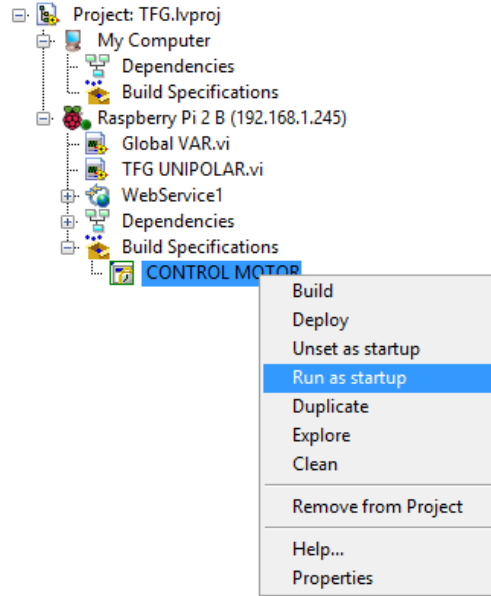 Project: TFG.lvproj
My Computer
Dependencies
Build Specifications
Raspberry Pi 2 B (192.168.1.245)
Global VAR.vi
TFG UNIPOLAR.vi
WebService1
Dependencies
Build Specifications
CONTROL MOTOR
Build
Deploy
Unset as startup
Run as startup
Duplicate
Explore
Clean
Remove from Project
Help...
Properties